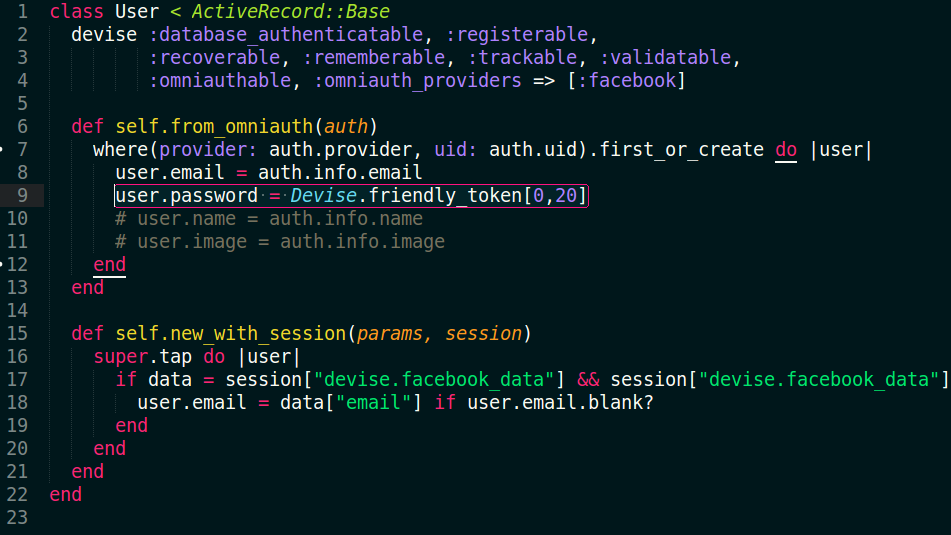 1 class User < ActiveRecord::Base
2   devise :database_authenticatable, :registerable,
3          :recoverable, :rememberable, :trackable, :validatable,
4          :omniauthable, :omniauth_providers => [:facebook]
5
6   def self.from_omniauth(auth)
7     where(provider: auth.provider, uid: auth.uid).first_or_create do |user|
8       user.email = auth.info.email
9       user.password = Devise.friendly_token[0,20]
10       # user.name = auth.info.name
11       # user.image = auth.info.image
12     end
13   end
14
15   def self.new_with_session(params, session)
16     super.tap do |user|
17       if data = session["devise.facebook_data"] && session["devise.facebook_data"]
18         user.email = data["email"] if user.email.blank?
19       end
20     end
21   end
22 end
23